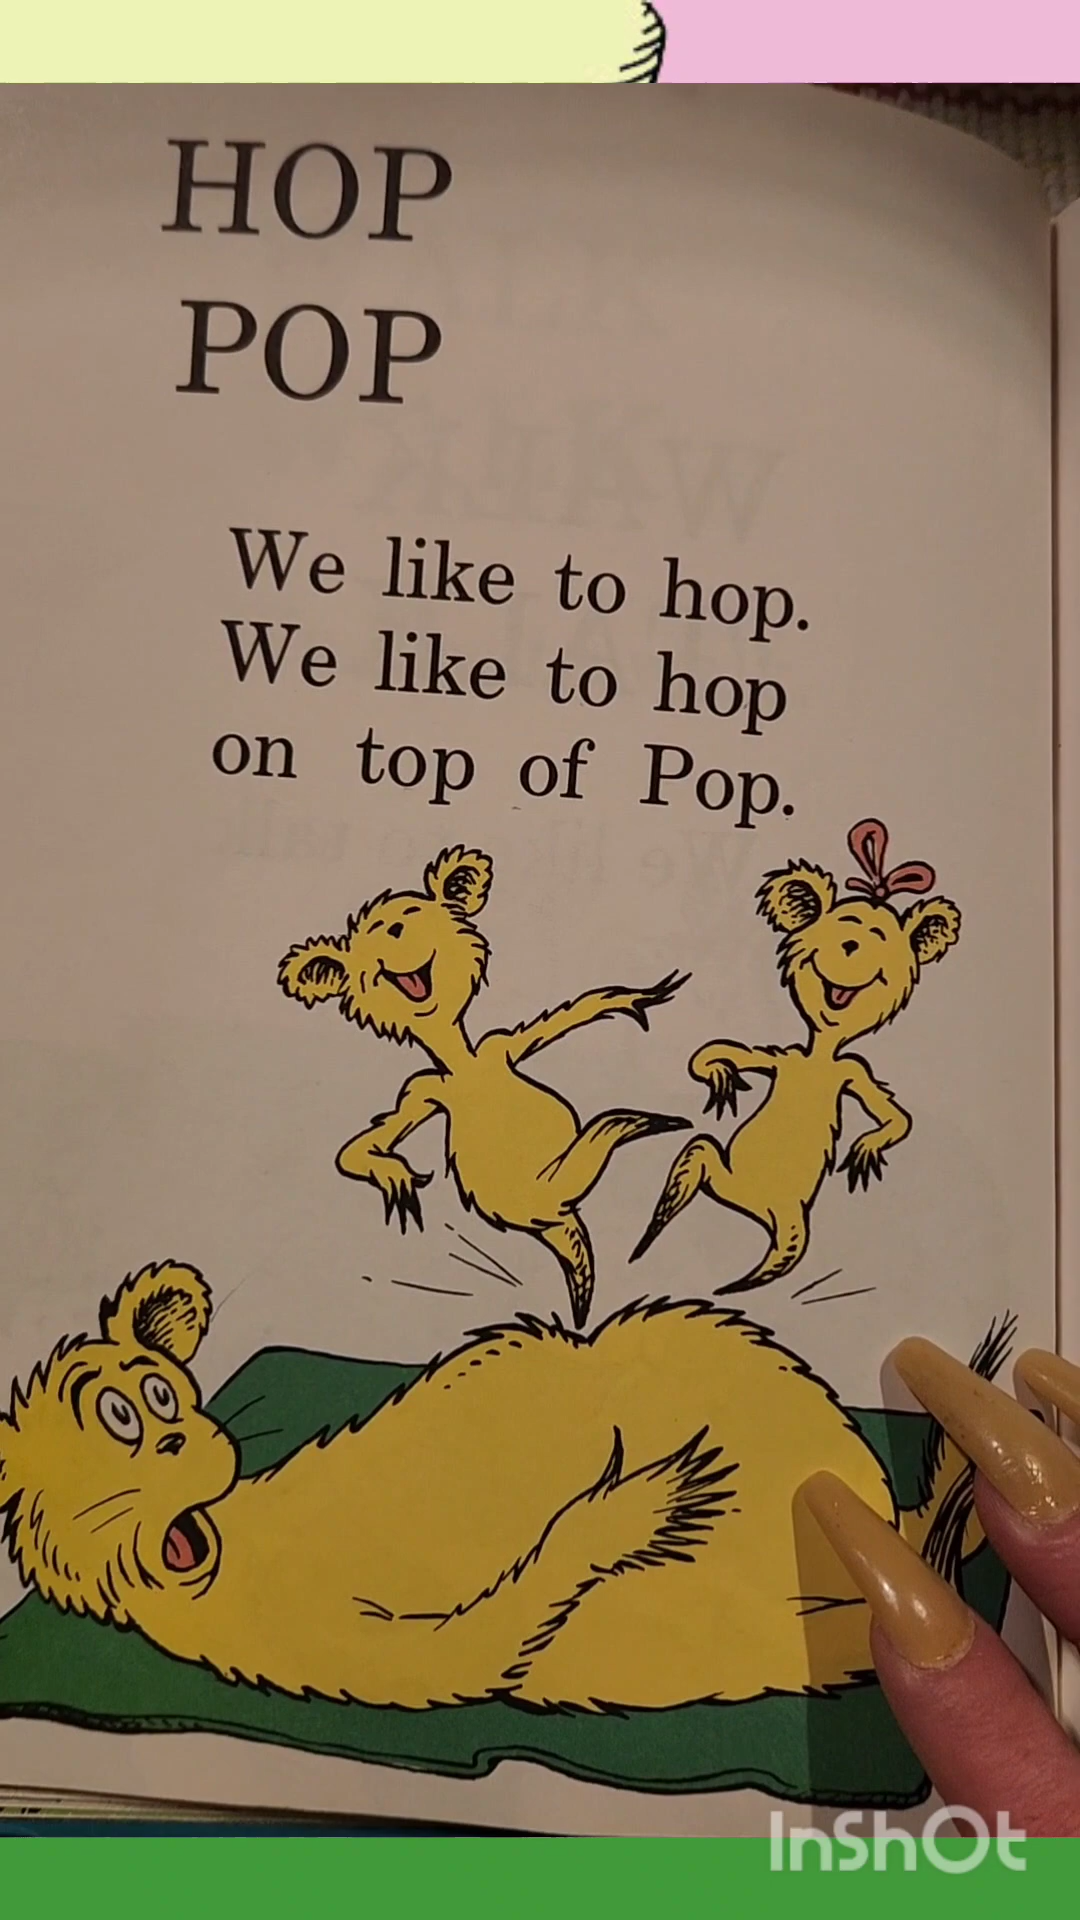 HOP
POP
We like to hop.
We like to hop
on top of Pop.
InShOt